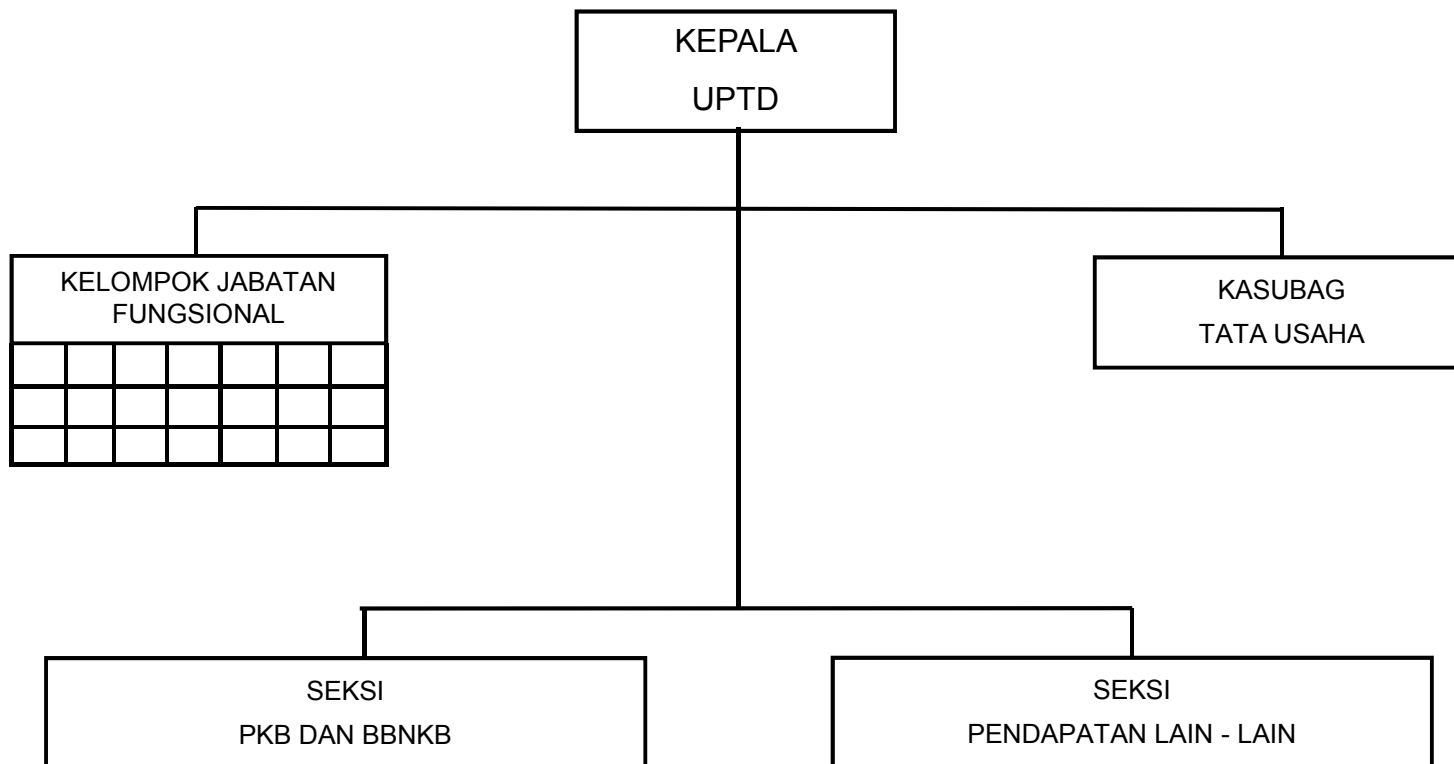 KEPALA
UPTD
KELOMPOK JABATAN
FUNGSIONAL
KASUBAG
TATA USAHA
SEKSI
PKB DAN BBNKB
SEKSI
PENDAPATAN LAIN - LAIN